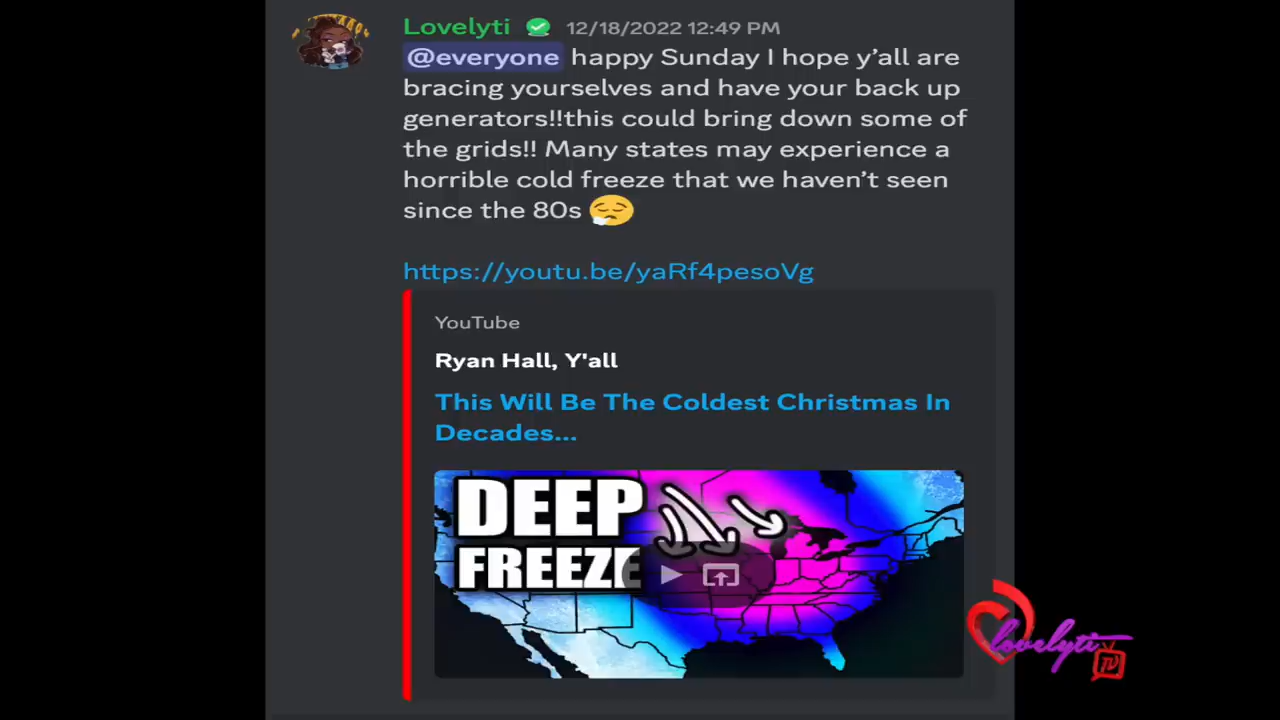 Lovelyti 12/18/2022 12:49 PM
@everyone happy Sunday I hope y’all are
bracing yourselves and have your back up
generators!!this could bring down some of
the grids!! Many states may experience a
horrible cold freeze that we haven’t seen
since the 80s
https://youtu.be/yaRf4pesoVg
YouTube
Ryan Hall, Y'all
This Will Be The Coldest Christmas In
Decades...
DEEP
FREEZE
lovelyti
TV